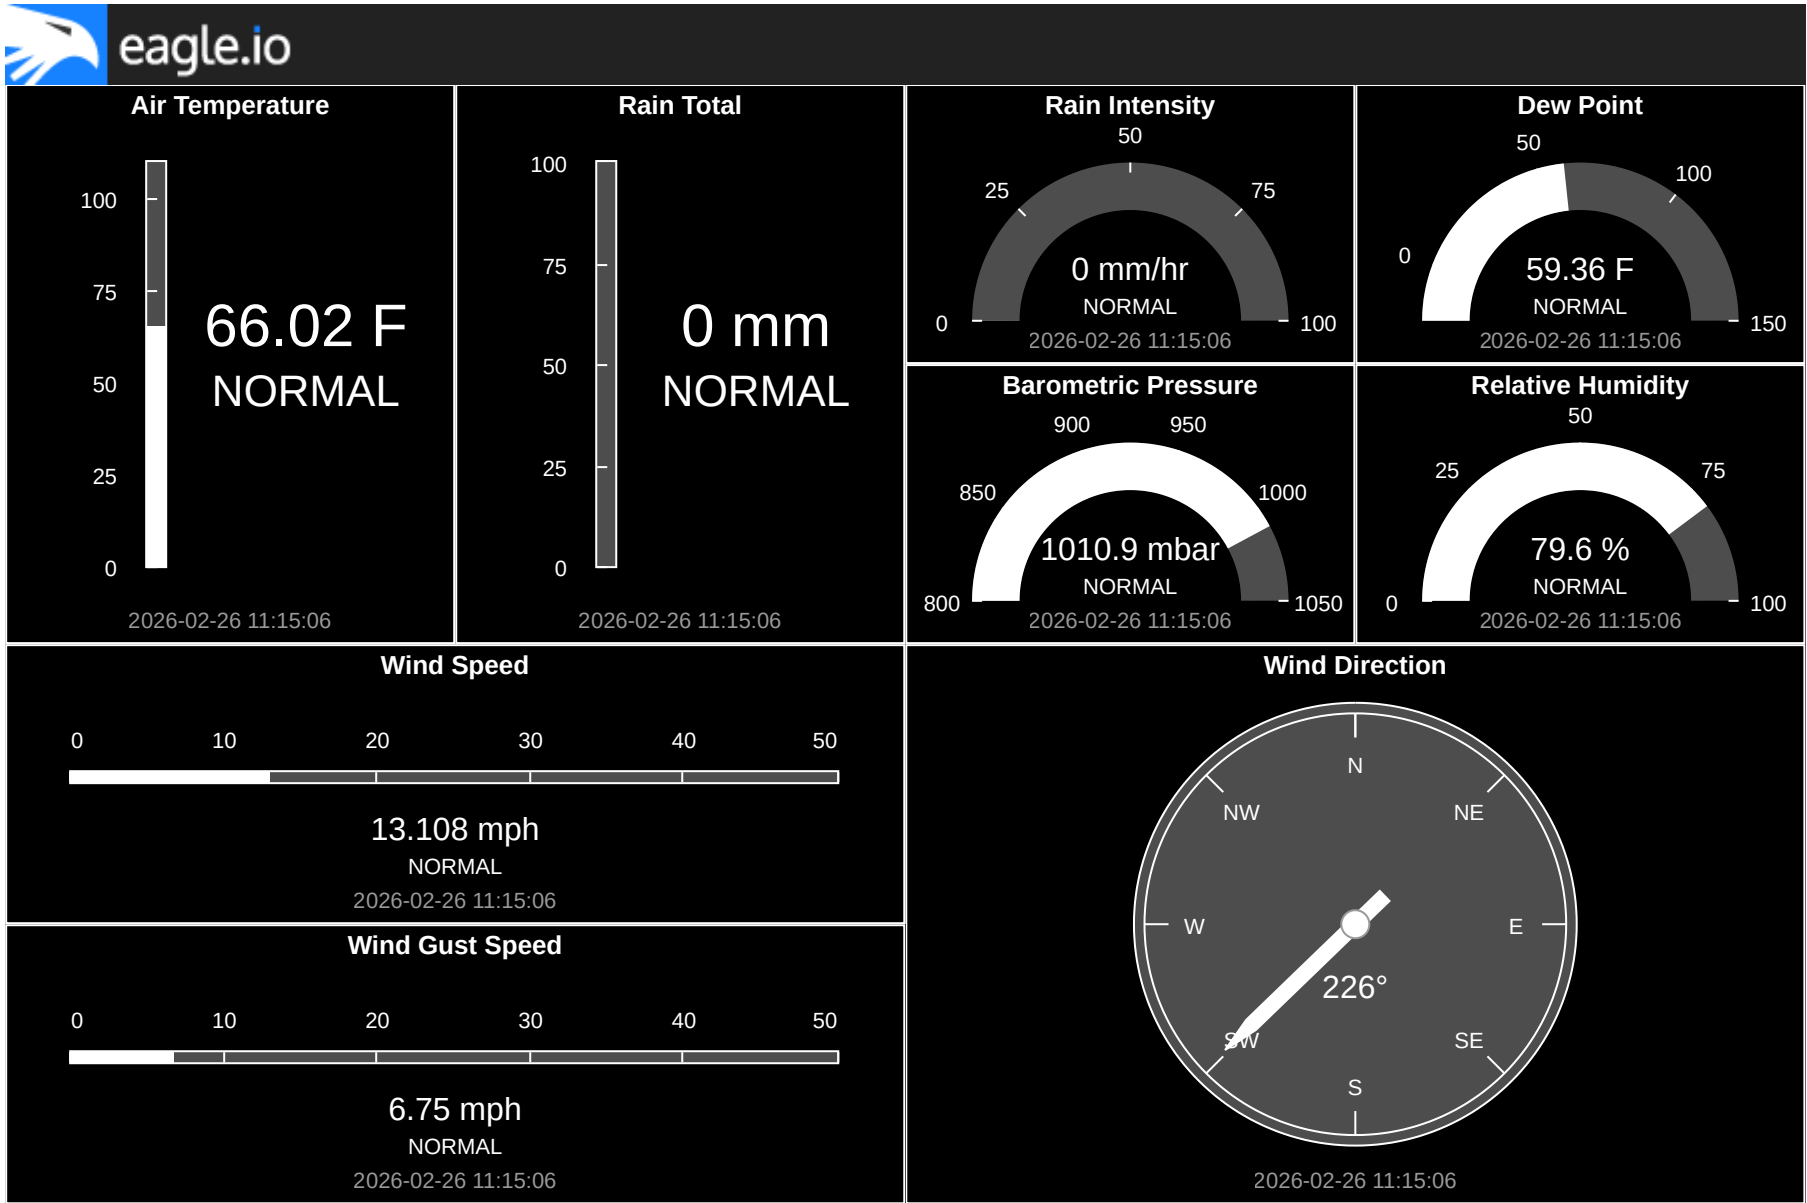 eagle.io
Air Temperature
100
75
50
25
0
66.02 F
NORMAL
2026-02-26 11:15:06
Rain Total
100
75
50
25
0
0 mm
NORMAL
2026-02-26 11:15:06
Rain Intensity
0
25
50
75
100
0 mm/hr
NORMAL
2026-02-26 11:15:06
Dew Point
0
50
100
150
59.36 F
NORMAL
2026-02-26 11:15:06
Barometric Pressure
800
850
900
950
1000
1050
1010.9 mbar
NORMAL
2026-02-26 11:15:06
Relative Humidity
0
25
50
75
100
79.6 %
NORMAL
2026-02-26 11:15:06
Wind Speed
0 10 20 30 40 50
13.108 mph
NORMAL
2026-02-26 11:15:06
Wind Gust Speed
0 10 20 30 40 50
6.75 mph
NORMAL
2026-02-26 11:15:06
Wind Direction
N
NW NE
W E
226°
SW SE
S
2026-02-26 11:15:06